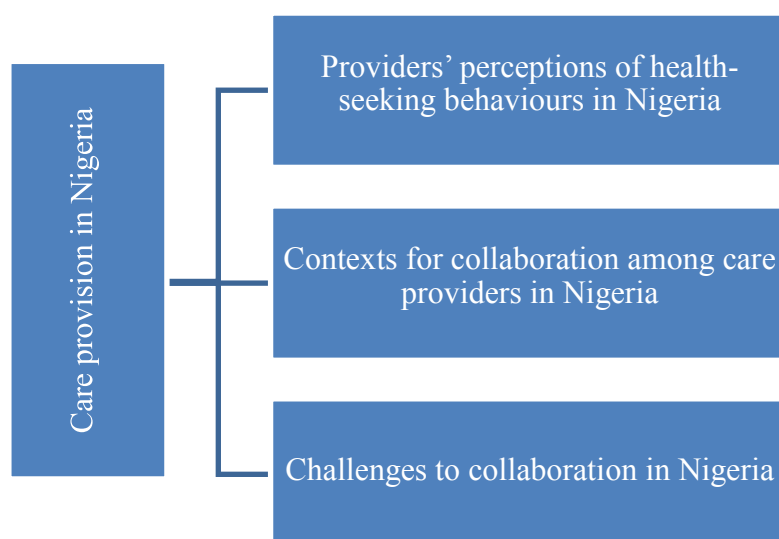 Care provision in Nigeria
Providers’ perceptions of health-
seeking behaviours in Nigeria
Contexts for collaboration among care
providers in Nigeria
Challenges to collaboration in Nigeria